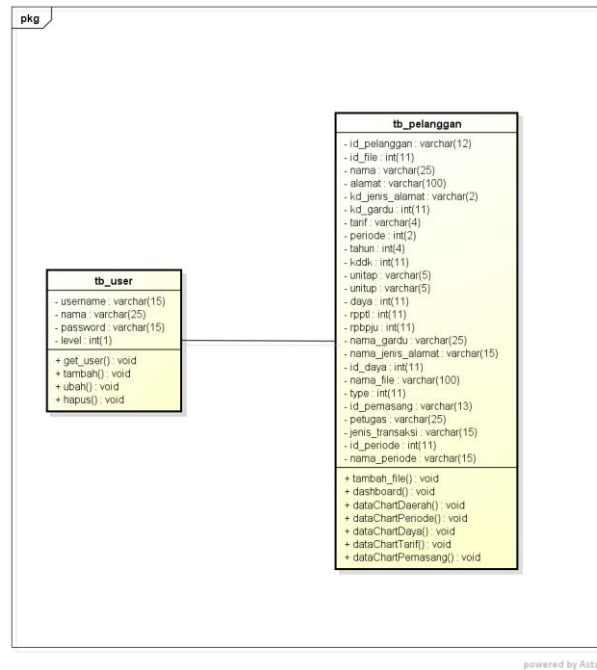 pkg
tb_pelanggan
- id_pelanggan : varchar(12)
- id_file : int(11)
- nama : varchar(25)
- alamat : varchar(100)
- kd_jenis_alamat : varchar(2)
- kd_gardu : int(11)
- tarif : varchar(4)
- periode : int(2)
- tahun : int(4)
- kddk : int(11)
- unitap : varchar(5)
- unitup : varchar(5)
- daya : int(11)
- rpptl : int(11)
- rpbpju : int(11)
- nama_gardu : varchar(25)
- nama_jenis_alamat : varchar(15)
- id_daya : int(11)
- nama_file : varchar(100)
- type : int(11)
- id_pemasang : varchar(13)
- petugas : varchar(25)
- jenis_transaksi : varchar(15)
- id_periode : int(11)
- nama_periode : varchar(15)
+ tambah_file() : void
+ dashboard() : void
+ dataChartDaerah() : void
+ dataChartPeriode() : void
+ dataChartDaya() : void
+ dataChartTarif() : void
+ dataChartPemasang() : void
tb_user
- username : varchar(15)
- nama : varchar(25)
- password : varchar(15)
- level : int(1)
+ get_user() : void
+ tambah() : void
+ ubah() : void
+ hapus() : void
powered by Asta